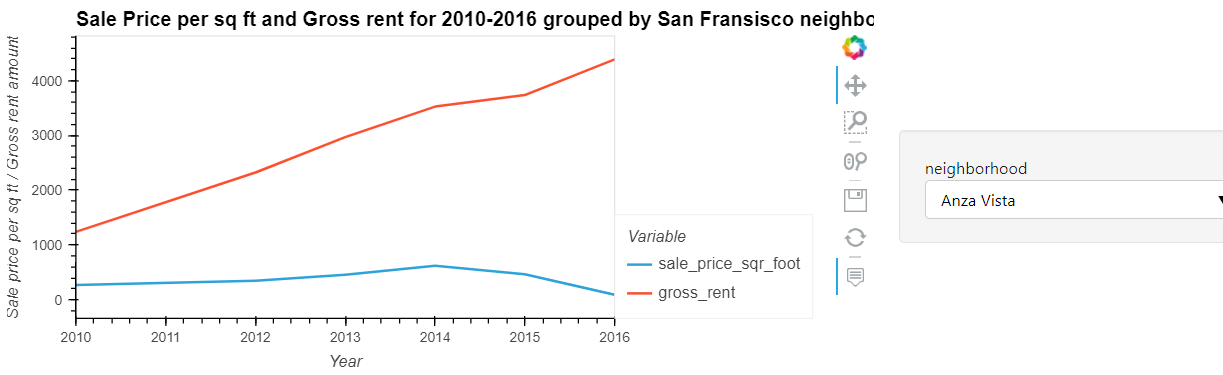 Sale Price per sq ft and Gross rent for 2010-2016 grouped by San Fransisco neighbo
Sale price per sq ft / Gross rent amount
4000
3000
2000
1000
0
2010 2011 2012 2013 2014 2015 2016
Year
Variable
sale_price_sqr_foot
gross_rent
neighborhood
Anza Vista